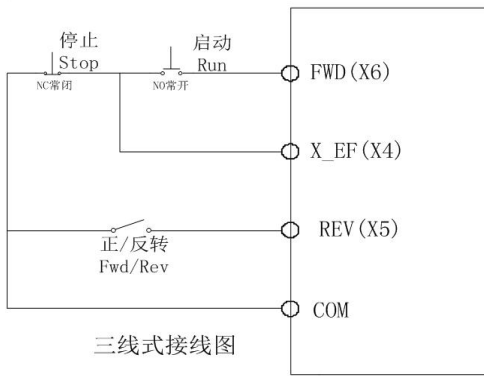 停止
Stop
NC常闭
启动
Run
NO常开
FWD(X6)
X_EF(X4)
REV(X5)
正/反转
Fwd/Rev
COM
三线式接线图